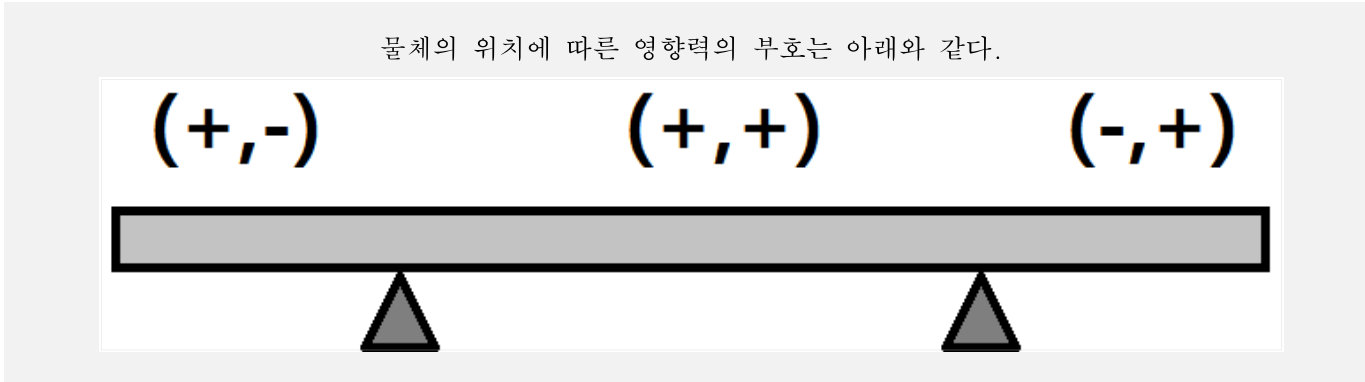 물체의 위치에 따른 영향력의 부호는 아래와 같다.
(+,-) (+,+) (-,+)